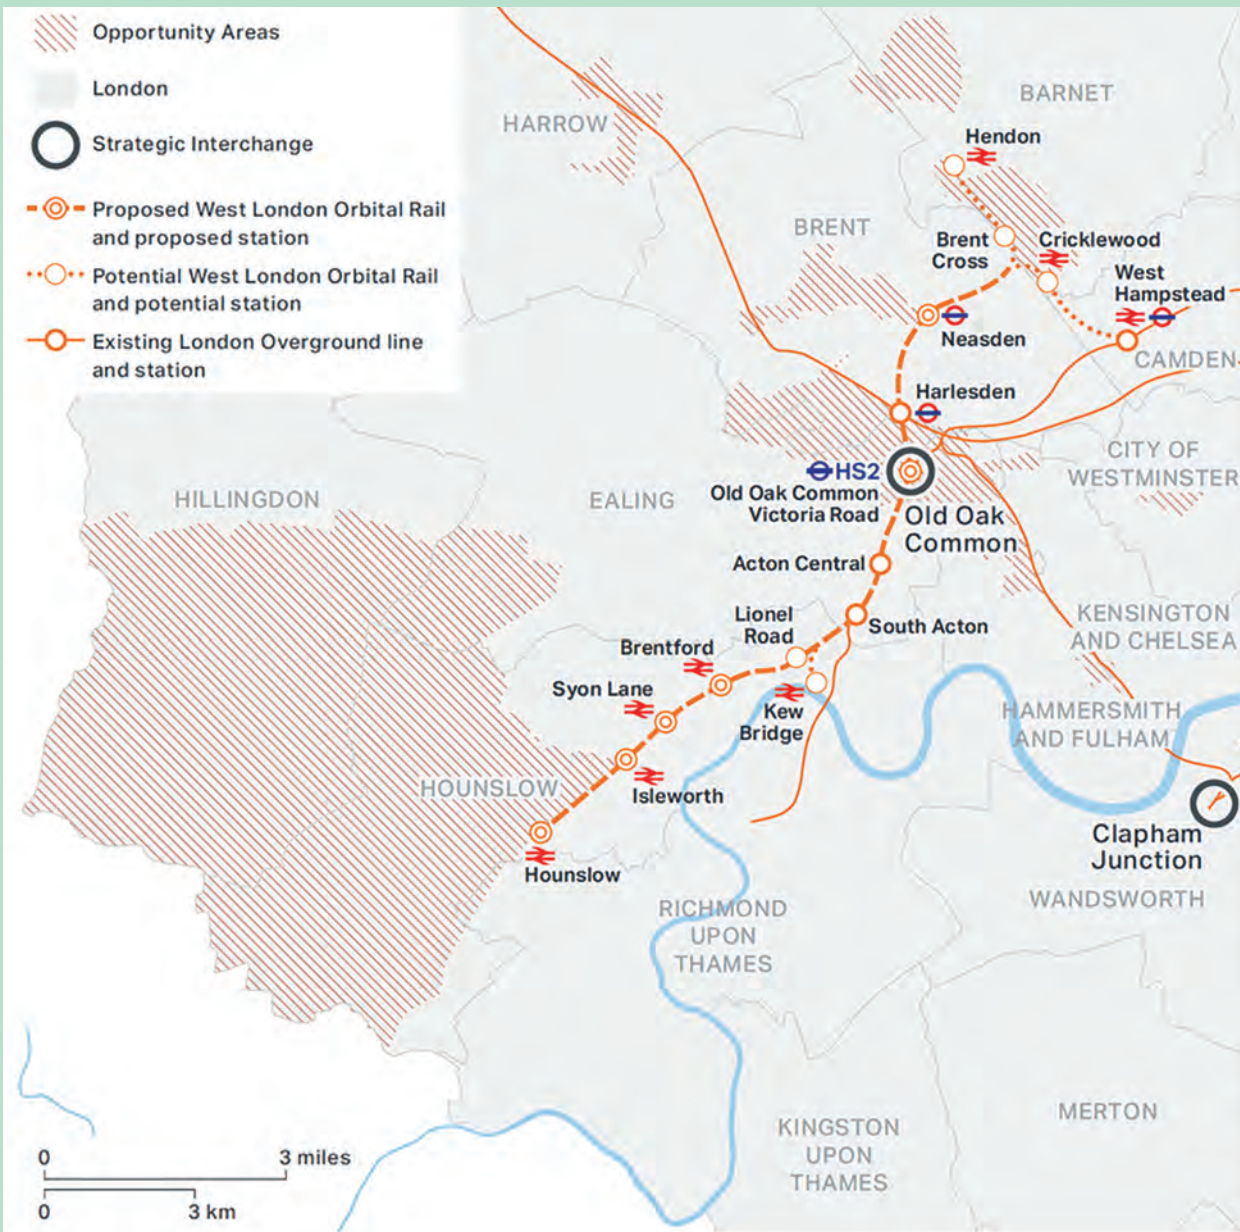 Opportunity Areas
London
Strategic Interchange
Proposed West London Orbital Rail
and proposed station
Potential West London Orbital Rail
and potential station
Existing London Overground line
and station
HARROW
BARNET
Hendon
BRENT
Brent
Cross
Cricklewood
West
Hampstead
Neasden
CAMDEN
Harlesden
CITY OF
WESTMINSTER
HILLINGDON
EALING
HS2
Old Oak Common
Victoria Road
Old Oak
Common
Acton Central
Lionel
Road
South Acton
KENSINGTON
AND CHELSEA
Brentford
Syon Lane
Kew
Bridge
HAMMERSMITH
AND FULHAM
HOUNSLOW
Isleworth
Clapham
Junction
Hounslow
WANDSWORTH
RICHMOND
UPON
THAMES
MERTON
KINGSTON
UPON
THAMES
0
3 miles
0
3 km